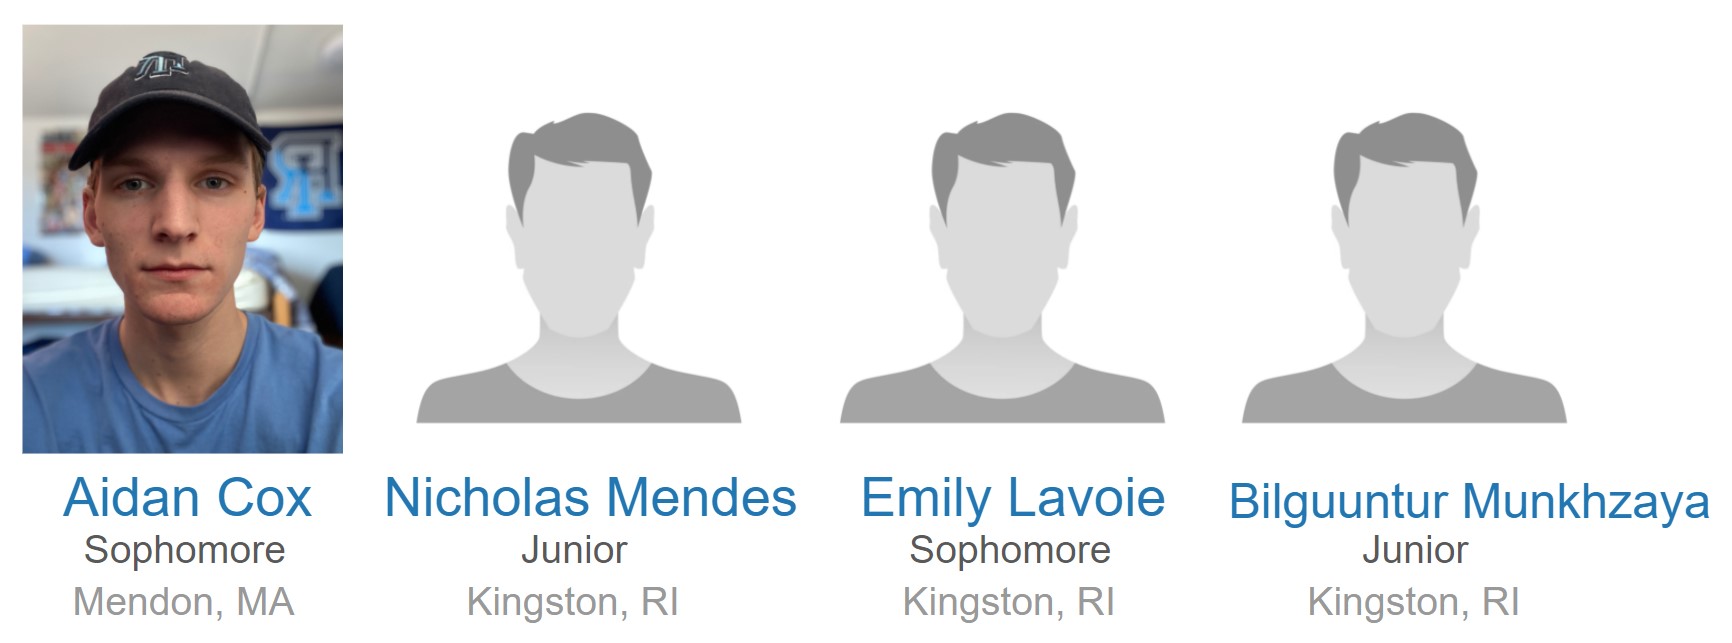 Aidan Cox
Sophomore
Mendon, MA
Nicholas Mendes
Junior
Kingston, RI
Emily Lavoie
Sophomore
Kingston, RI
Bilguuntur Munkhzaya
Junior
Kingston, RI